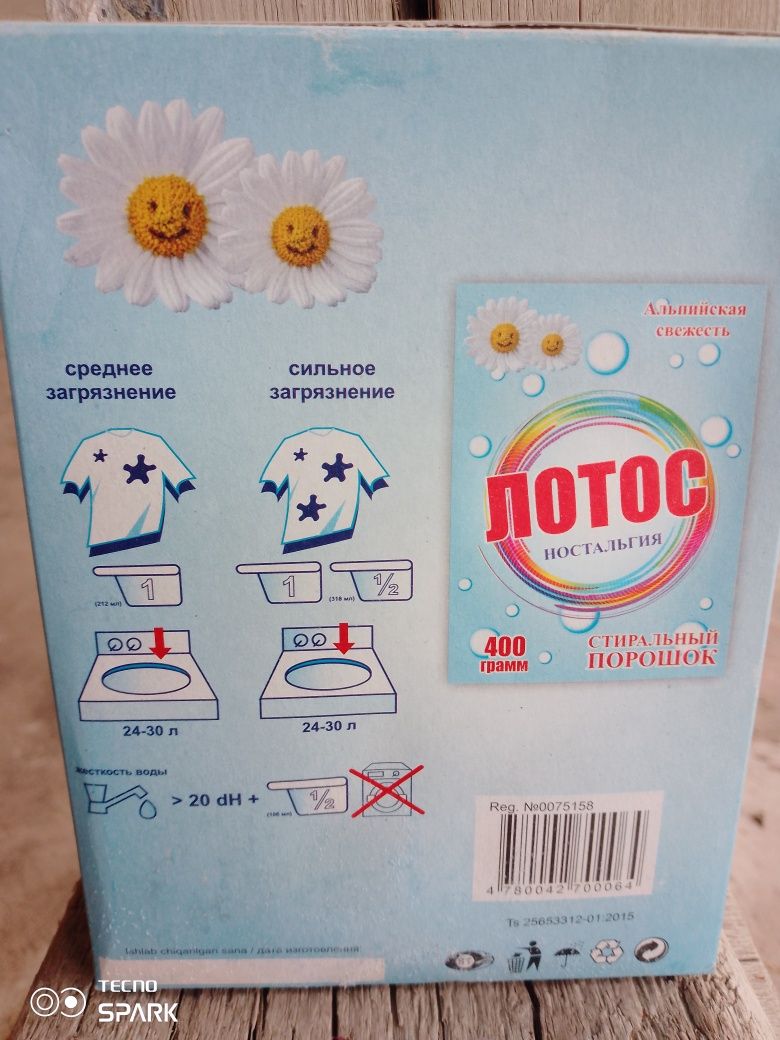 среднее
загрязнение
сильное
загрязнение
1
(212 мл)
1
(318 мл)
1/2
24-30 л
24-30 л
жесткость воды
> 20 dH +
1/2
(106 мл)
Альпийская
свежесть
ЛОТОС
НОСТАЛЬГИЯ
400
грамм
СТИРАЛЬНЫЙ
ПОРОШОК
Reg. №0075158
4 780042 700064
Ts 25653312-01:2015
Ishlab chiqarilgan sana / дата изготовления:
TECNO
SPARK